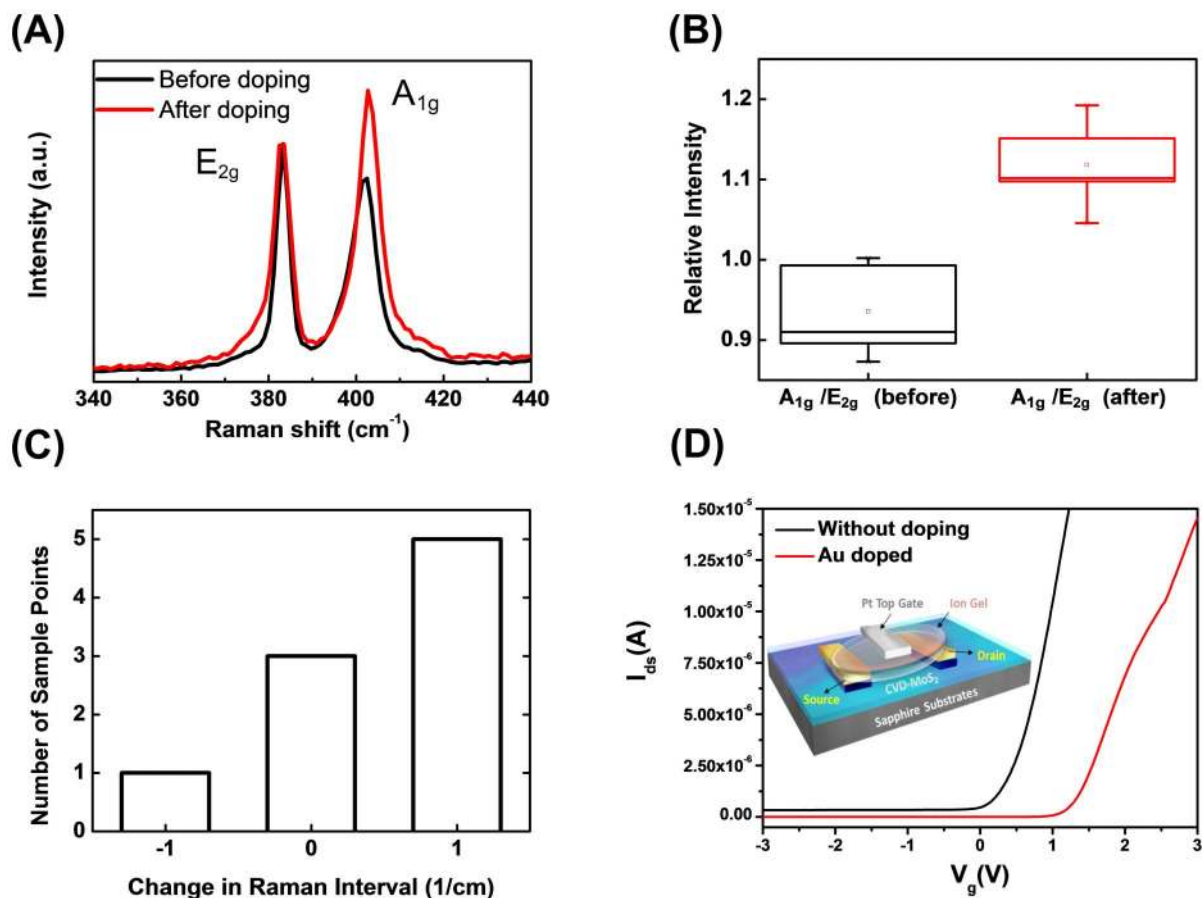 (A)
Before doping
After doping
A1g
E2g
Intensity (a.u.)
340 360 380 400 420 440
Raman shift (cm⁻¹)
(B)
1.2
1.1
1.0
0.9
Relative Intensity
A1g /E2g (before) A1g /E2g (after)
(C)
5
4
3
2
1
0
Number of Sample Points
-1 0 1
Change in Raman Interval (1/cm)
(D)
1.50x10⁻⁵
1.25x10⁻⁵
1.00x10⁻⁵
7.50x10⁻⁶
5.00x10⁻⁶
2.50x10⁻⁶
0.00
Ids(A)
Without doping
Au doped
Pt Top Gate
Ion Gel
Drain
Source
CVD-MoS₂
Sapphire Substrates
-3 -2 -1 0 1 2 3
Vg(V)